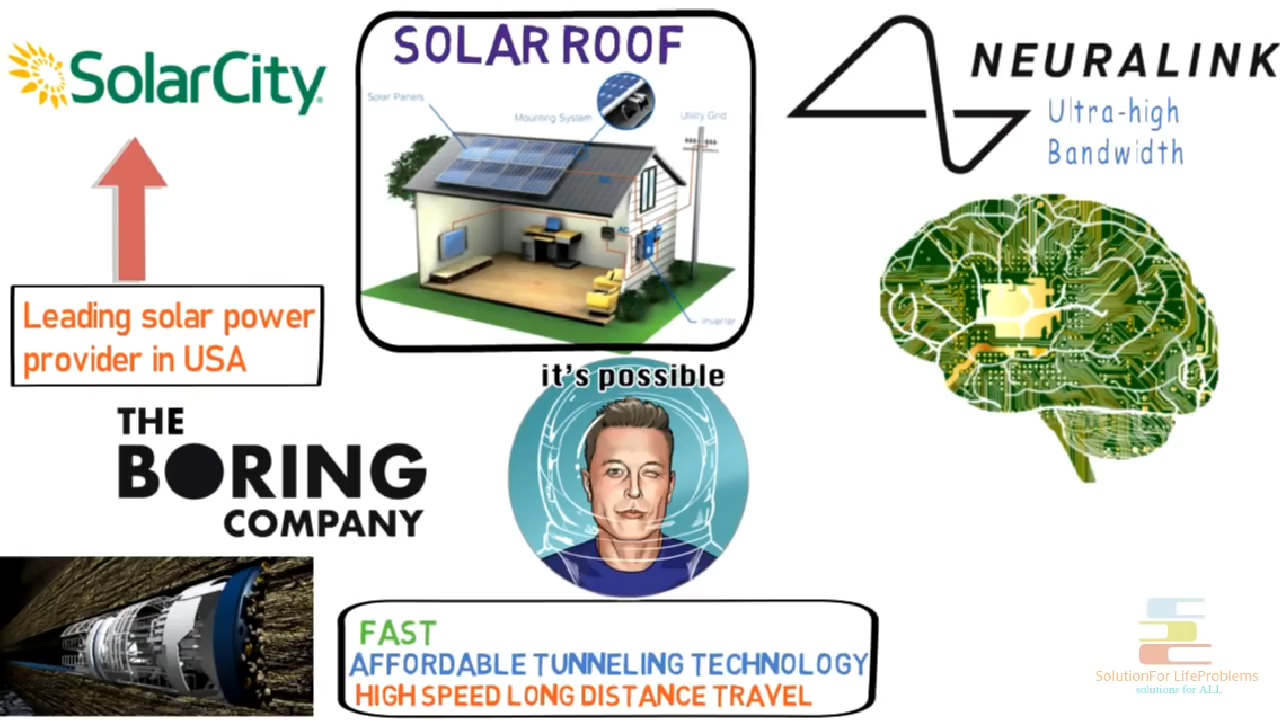 SolarCity
Leading solar power
provider in USA
SOLAR ROOF
Solar Panels
Mounting System
Utility Grid
AC
Inverter
NEURALINK
Ultra-high
Bandwidth
THE
BORING
COMPANY
it's possible
FAST
AFFORDABLE TUNNELING TECHNOLOGY
HIGH SPEED LONG DISTANCE TRAVEL
SolutionFor LifeProblems
solutions for ALL